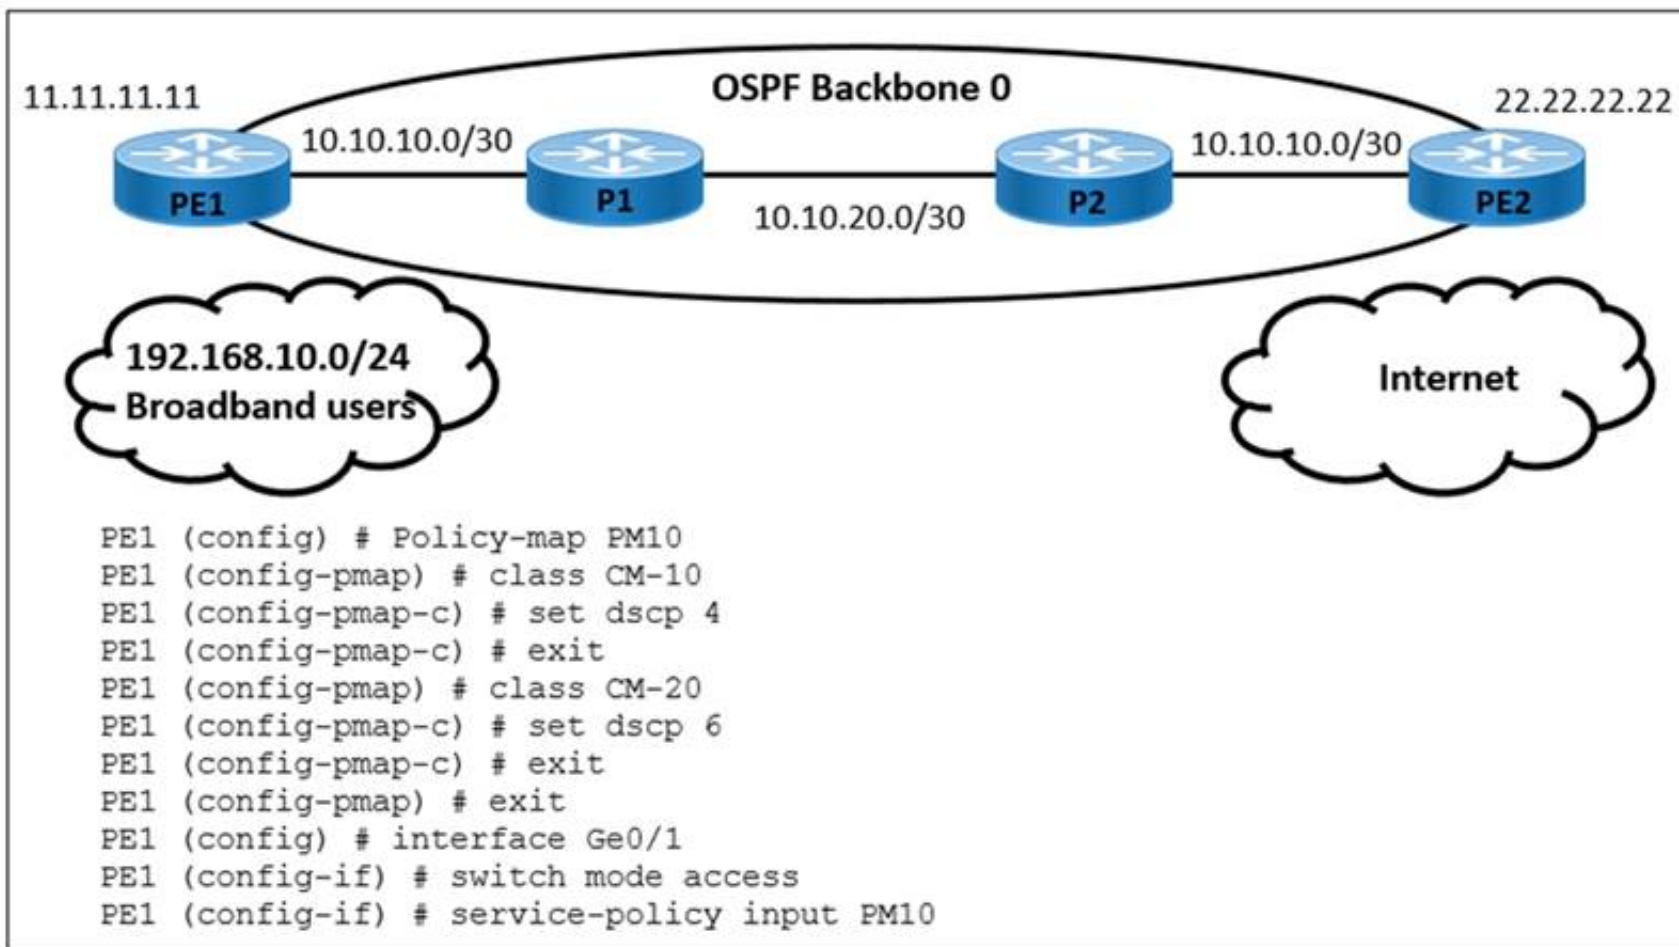 OSPF Backbone 0
11.11.11.11
22.22.22.22
10.10.10.0/30
10.10.10.0/30
PE1
P1
P2
PE2
10.10.20.0/30
192.168.10.0/24
Broadband users
Internet
PE1 (config) # Policy-map PM10
PE1 (config-pmap) # class CM-10
PE1 (config-pmap-c) # set dscp 4
PE1 (config-pmap-c) # exit
PE1 (config-pmap) # class CM-20
PE1 (config-pmap-c) # set dscp 6
PE1 (config-pmap-c) # exit
PE1 (config-pmap) # exit
PE1 (config) # interface Ge0/1
PE1 (config-if) # switch mode access
PE1 (config-if) # service-policy input PM10